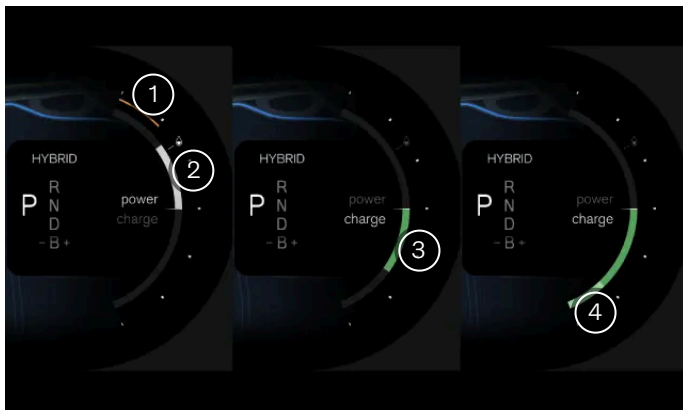 1
2
HYBRID
R
P N
D
- B +
power
charge
HYBRID
R
P N
D
- B +
power
charge
3
HYBRID
R
P N
D
- B +
power
charge
4